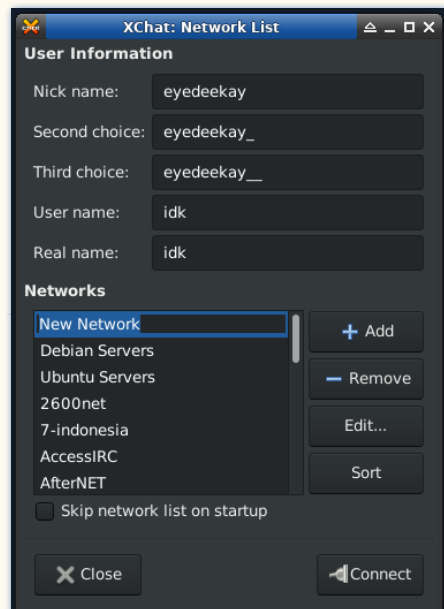 XChat: Network List
User Information
Nick name: eyedeekay
Second choice: eyedeekay_
Third choice: eyedeekay__
User name: idk
Real name: idk
Networks
New Network
Debian Servers
Ubuntu Servers
2600net
7-indonesia
AccessIRC
AfterNET
Add
Remove
Edit...
Sort
Skip network list on startup
Close Connect